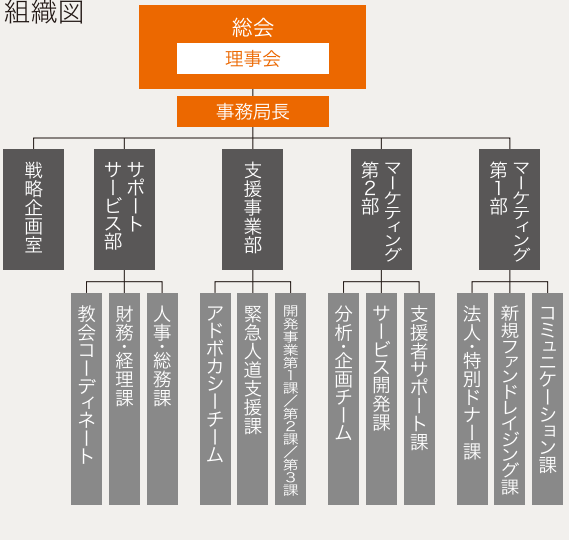 組織図
総会
理事会
事務局長
マーケティング
第1部
マーケティング
第2部
支援事業部
サポート
サービス部
戦略企画室
コミュニケーション課
新規ファンドレイジング課
法人・特別ドナー課
支援者サポート課
サービス開発課
分析・企画チーム
開発事業第1課／第2課／第3課
緊急人道支援課
アドボカシーチーム
人事・総務課
財務・経理課
教会コーディネート